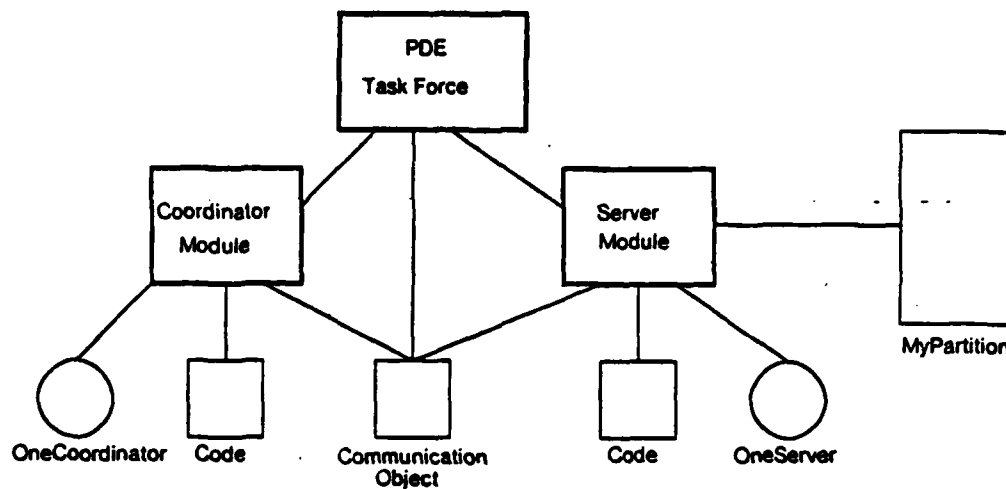 PDE
Task Force
Coordinator
Module
Server
Module
MyPartition
OneCoordinator
Code
Communication
Object
Code
OneServer